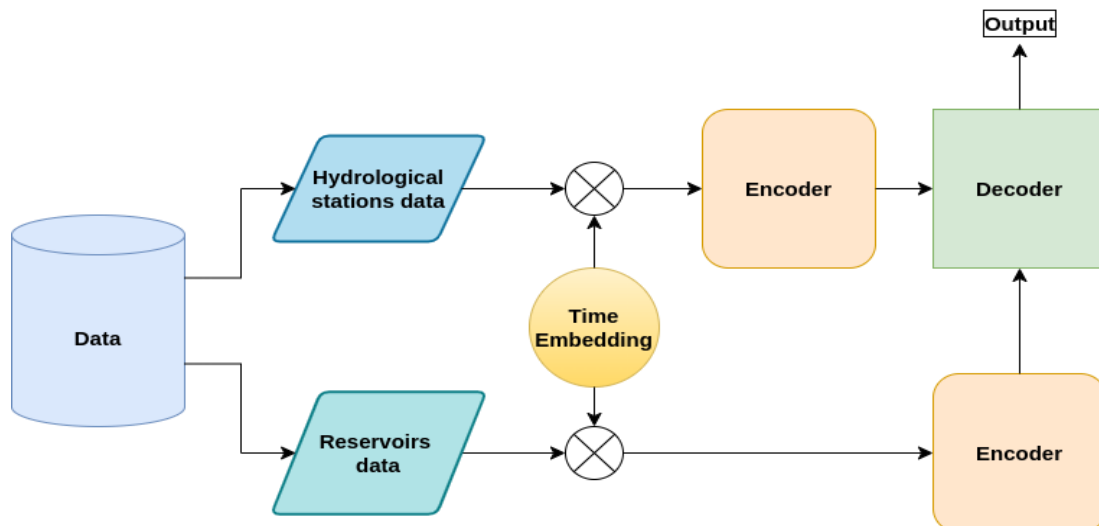 Output
Hydrological
stations data
Encoder
Decoder
Data
Time
Embedding
Reservoirs
data
Encoder